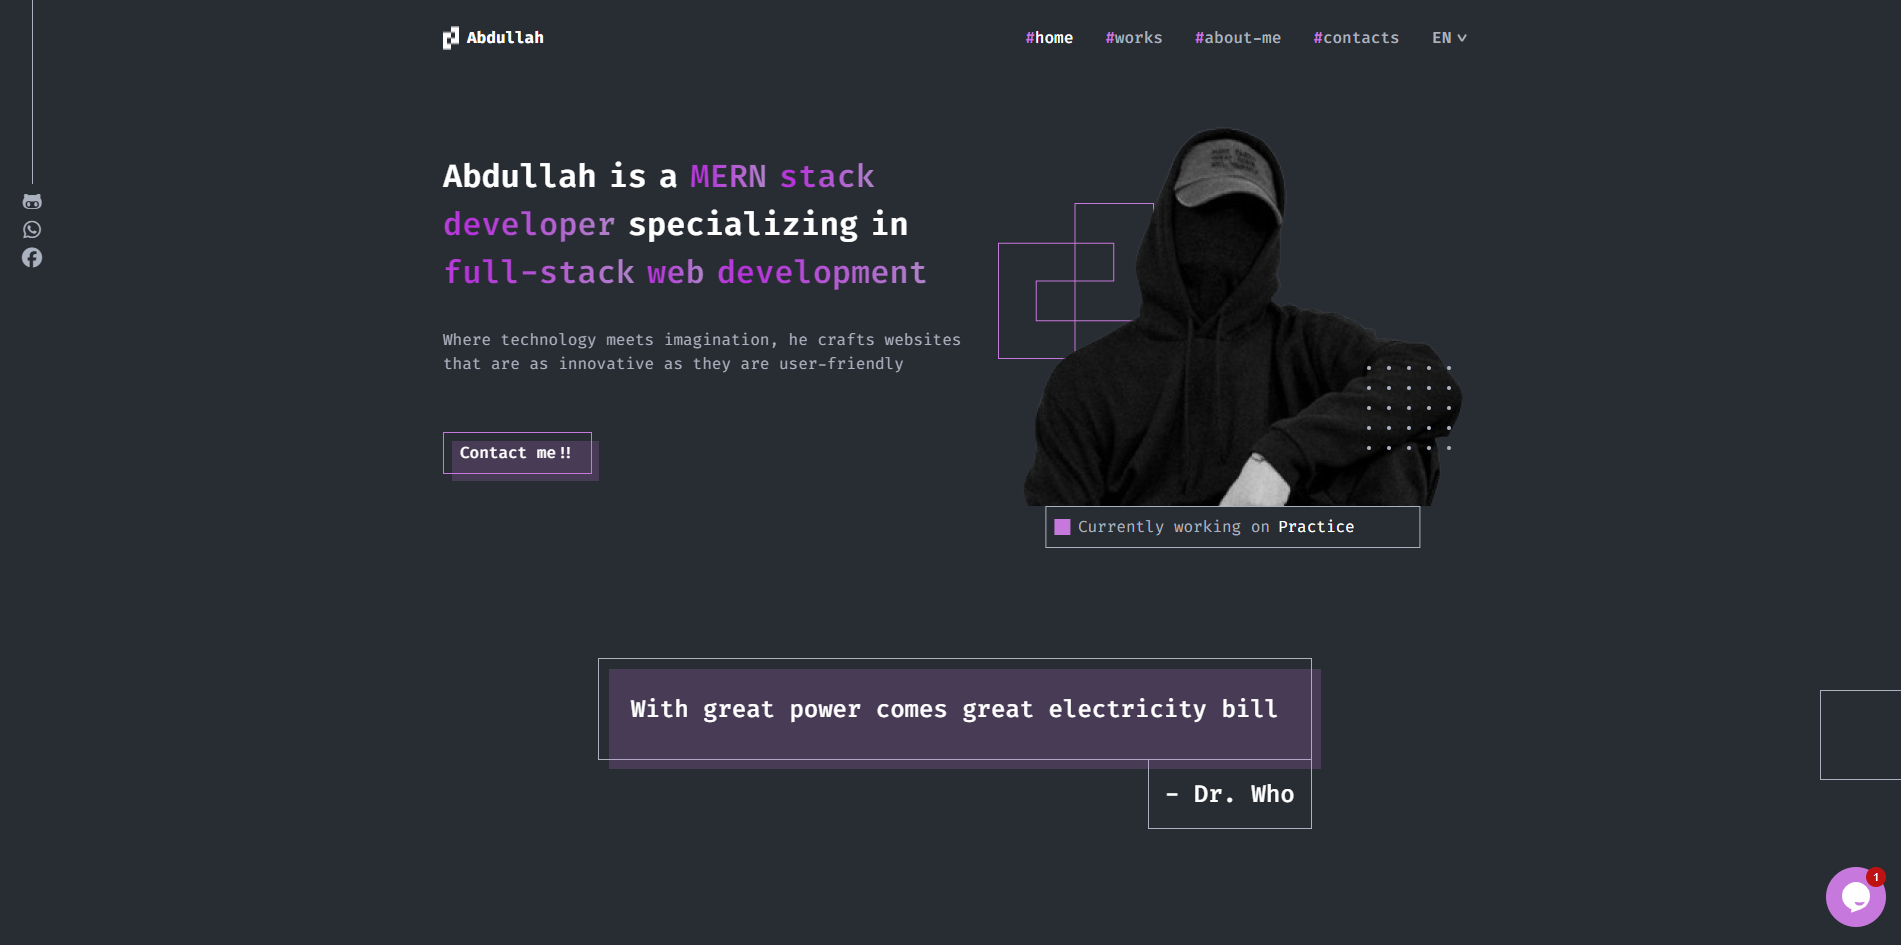 Abdullah
#home #works #about-me #contacts EN
Abdullah is a MERN stack
developer specializing in
full-stack web development
Where technology meets imagination, he crafts websites
that are as innovative as they are user-friendly
Contact me!!
Currently working on Practice
With great power comes great electricity bill
- Dr. Who
1